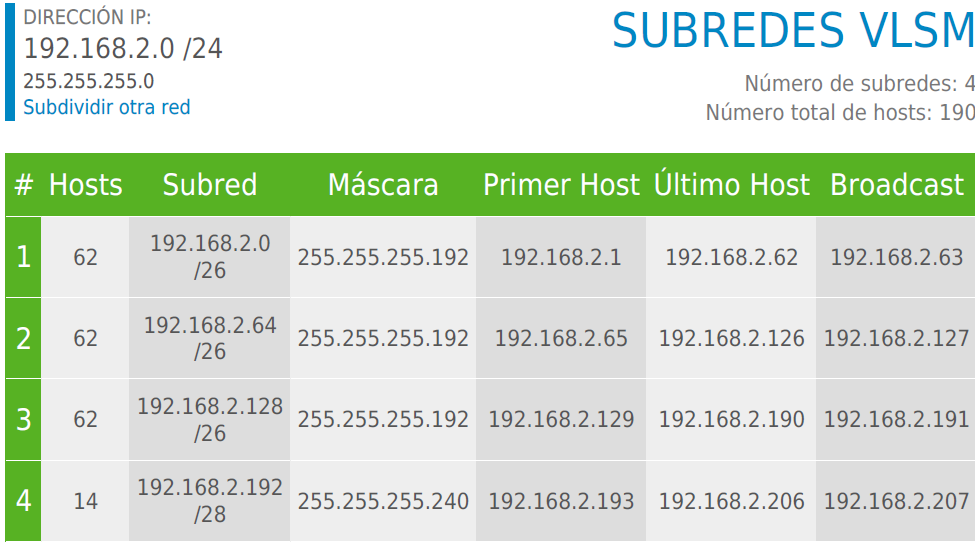 DIRECCIÓN IP:
192.168.2.0 /24
255.255.255.0
Subdividir otra red
SUBREDES VLSM
Número de subredes: 4
Número total de hosts: 190
# Hosts Subred Máscara Primer Host Último Host Broadcast
1 62 192.168.2.0 /26 255.255.255.192 192.168.2.1 192.168.2.62 192.168.2.63
2 62 192.168.2.64 /26 255.255.255.192 192.168.2.65 192.168.2.126 192.168.2.127
3 62 192.168.2.128 /26 255.255.255.192 192.168.2.129 192.168.2.190 192.168.2.191
4 14 192.168.2.192 /28 255.255.255.240 192.168.2.193 192.168.2.206 192.168.2.207